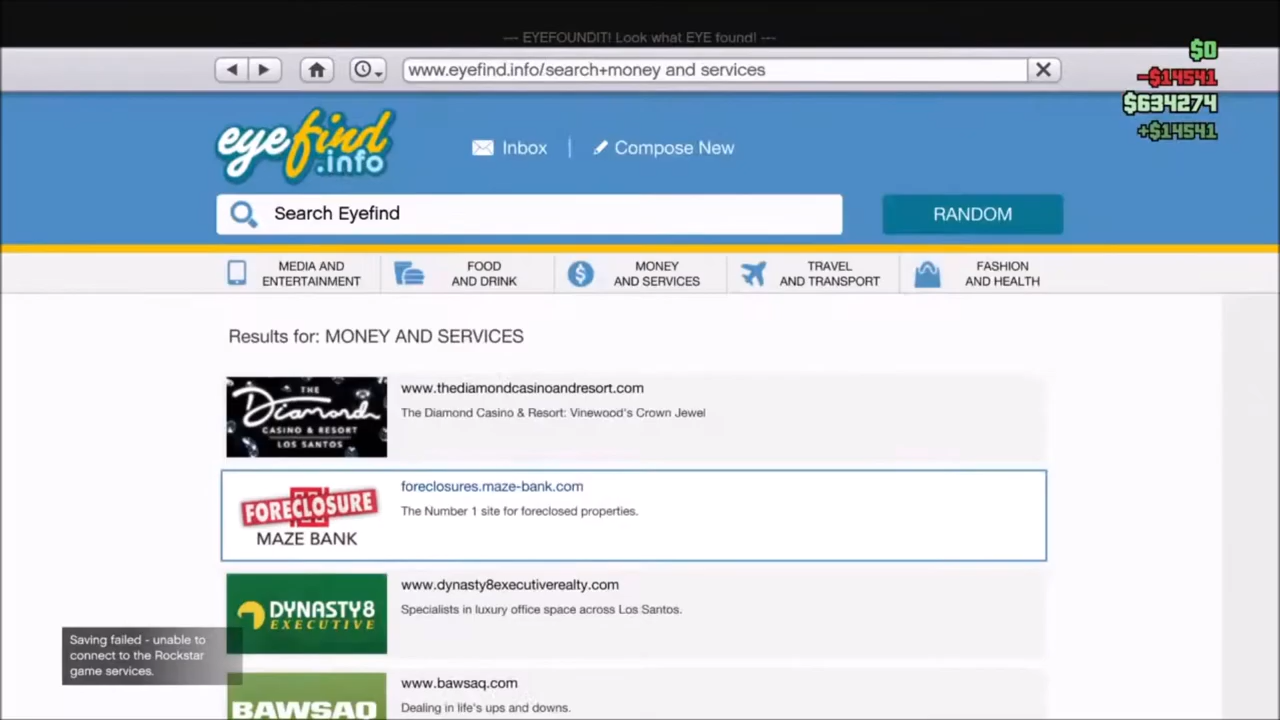 --- EYEFOUNDIT! Look what EYE found! ---
www.eyefind.info/search+money and services
$0
-$14541
$634274
+$14541
eyefind
.info
Inbox
Compose New
Search Eyefind
RANDOM
MEDIA AND
ENTERTAINMENT
FOOD
AND DRINK
MONEY
AND SERVICES
TRAVEL
AND TRANSPORT
FASHION
AND HEALTH
Results for: MONEY AND SERVICES
THE
Diamond
CASINO & RESORT
LOS SANTOS
www.thediamondcasinoandresort.com
The Diamond Casino & Resort: Vinewood's Crown Jewel
FORECLOSURE
MAZE BANK
foreclosures.maze-bank.com
The Number 1 site for foreclosed properties.
DYNASTY8
EXECUTIVE
www.dynasty8executiverealty.com
Specialists in luxury office space across Los Santos.
Saving failed - unable to
connect to the Rockstar
game services.
BAWSAQ
www.bawsaq.com
Dealing in life's ups and downs.